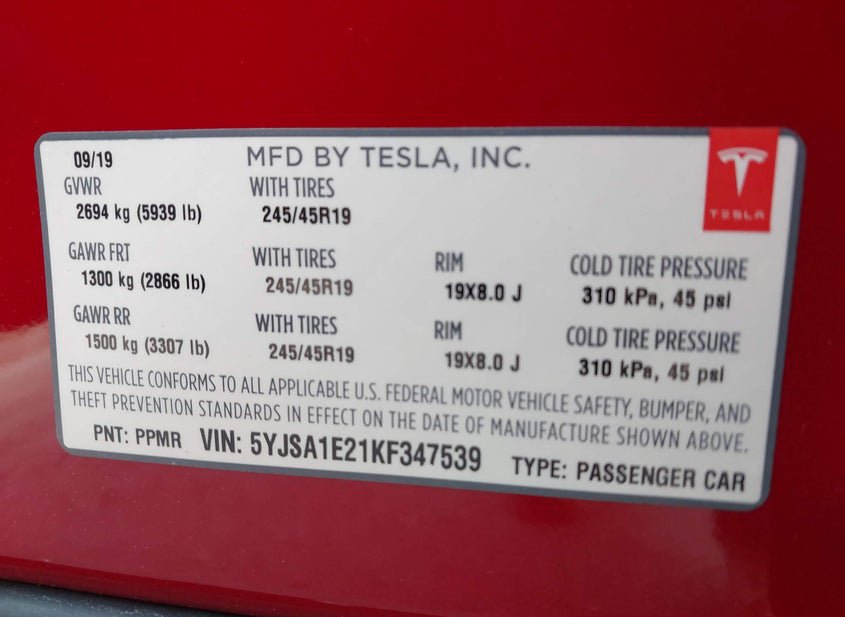 09/19 MFD BY TESLA, INC.
TESLA
GVWR WITH TIRES
2694 kg (5939 lb) 245/45R19
GAWR FRT WITH TIRES RIM COLD TIRE PRESSURE
1300 kg (2866 lb) 245/45R19 19X8.0 J 310 kPa, 45 psi
GAWR RR WITH TIRES RIM COLD TIRE PRESSURE
1500 kg (3307 lb) 245/45R19 19X8.0 J 310 kPa, 45 psi
THIS VEHICLE CONFORMS TO ALL APPLICABLE U.S. FEDERAL MOTOR VEHICLE SAFETY, BUMPER, AND
THEFT PREVENTION STANDARDS IN EFFECT ON THE DATE OF MANUFACTURE SHOWN ABOVE.
PNT: PPMR VIN: 5YJSA1E21KF347539 TYPE: PASSENGER CAR